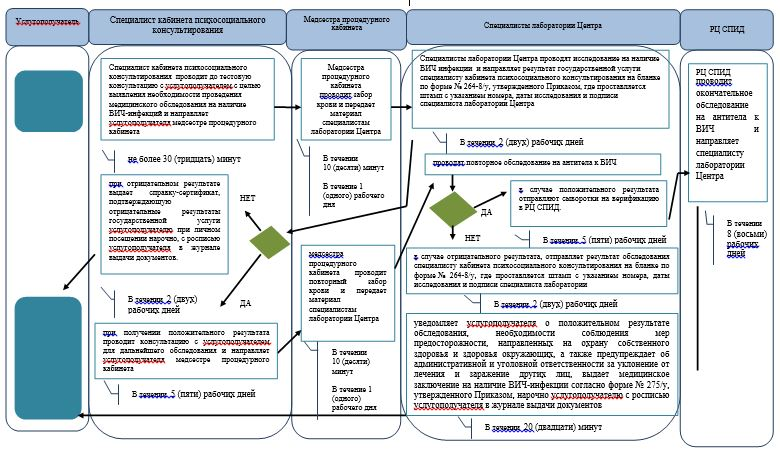 Услугополучатель
Специалист кабинета психосоциального
консультирования
Медсестра процедурного
кабинета
Специалисты лаборатории Центра
РЦ СПИД
Специалист кабинета психосоциального
консультирования проводит до тестовую
консультацию с услугополучателем с целью
выявления необходимости проведения
медицинского обследования на наличие
ВИЧ-инфекций и направляет
услугополучателя медсестре процедурного
кабинета
не более 30 (тридцать) минут
при отрицательном результате
выдает справку-сертификат,
подтверждающую
отрицательные результаты
государственной услуги
услугополучателю при личном
посещении нарочно, с росписью
услугополучателя в журнале
выдачи документов.
НЕТ
В течении 2 (двух)
рабочих дней
ДА
при получении положительного результата
проводит консультацию с услугополучателем
для дальнейшего обследования и направляет
услугополучателя медсестре процедурного
кабинета
В течении 5 (пяти) рабочих дней
Медсестра
процедурного
кабинета
проводит забор
крови и передает
материал
специалистам
лаборатории Центра
В течении
10 (десяти) минут
В течение 1
(одного) рабочего
дня
медсестра
процедурного
кабинета проводит
повторный забор
крови и передает
материал
специалистам
лаборатории Центра
В течении
10 (десяти)
минут
В течение 1
(одного)
рабочего дня
Специалисты лаборатории Центра проводят исследование на наличие
ВИЧ инфекции и направляет результат государственной услуги
специалисту кабинета психосоциального консультирования на бланке
по форме № 264-8/у, утвержденного Приказом, где проставляется
штамп с указанием номера, даты исследования и подписи
специалиста лаборатории Центра
В течении 2 (двух) рабочих дней
проводят повторное обследование на антитела к ВИЧ
ДА
в случае положительного результата
отправляют сыворотки на верификацию
в РЦ СПИД.
НЕТ
В течении 5 (пяти) рабочих дней
в случае отрицательного результата, отправляет результат обследования
специалисту кабинета психосоциального консультирования на бланке по
форме № 264-8/у, где проставляется штамп с указанием номера, даты
исследования и подписи специалиста лаборатории
В течении 2 (двух) рабочих дней
уведомляет услугополучателя о положительном результате
обследования, необходимости соблюдения мер
предосторожности, направленных на охрану собственного
здоровья и здоровья окружающих, а также предупреждает об
административной и уголовной ответственности за уклонение от
лечения и заражение других лиц, выдает медицинское
заключение на наличие ВИЧ-инфекции согласно форме № 275/у,
утвержденного Приказом, нарочно услугополучателю с росписью
услугополучателя в журнале выдачи документов
В течении 20 (двадцати) минут
РЦ СПИД
проводит
окончательное
обследование
на антитела к
ВИЧ и
направляет
специалисту
лаборатории
Центра
В течении
8 (восьми)
рабочих
дней